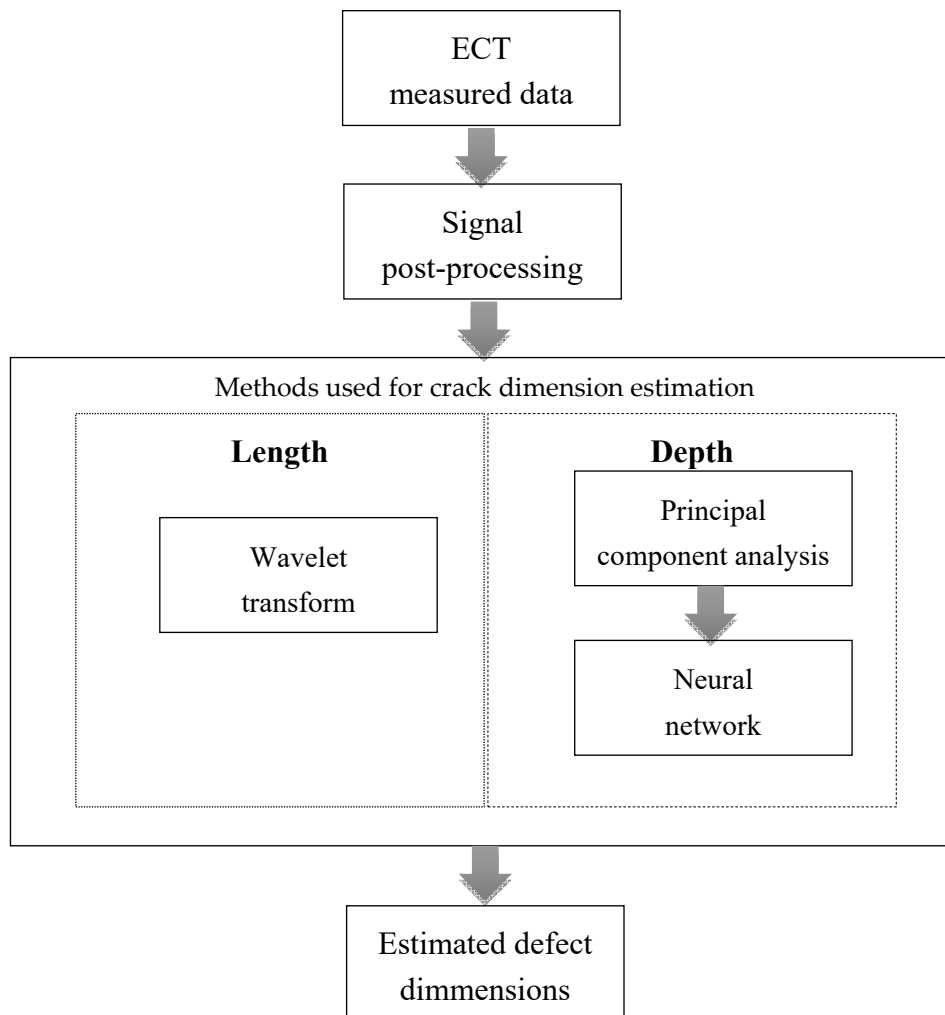 ECT
measured data
Signal
post-processing
Methods used for crack dimension estimation
Length
Wavelet
transform
Depth
Principal
component analysis
Neural
network
Estimated defect
dimmensions